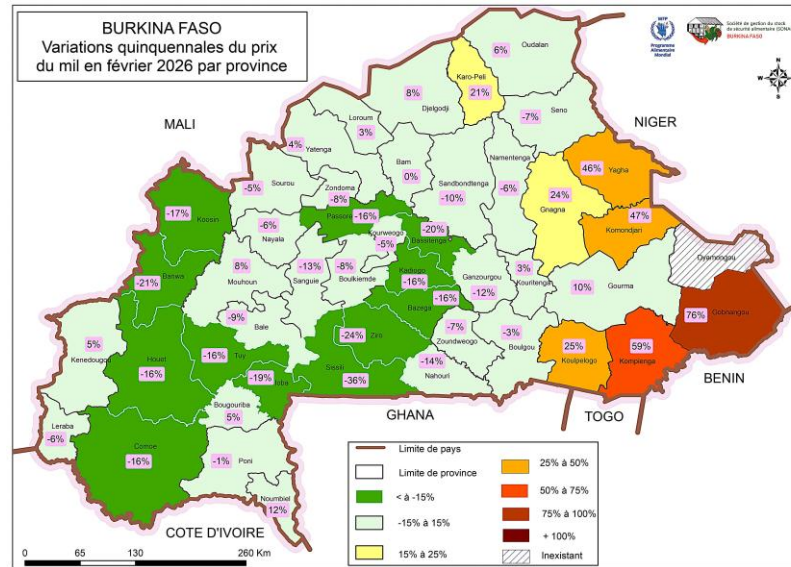 BURKINA FASO
Variations quinquennales du prix
du mil en février 2026 par province
WFP
Programme
Alimentaire
Mondial
Société de gestion du stock
de sécurité alimentaire (SONA
BURKINA FASO
N
S
MALI
NIGER
BENIN
TOGO
GHANA
COTE D'IVOIRE
6%
Oudalan
Karo-Peli
21%
8%
Djelgodji
-7%
Seno
Loroum
3%
4%
Yatenga
Bam
0%
Namentenga
-6%
46%
Yagha
-5%
Sourou
Zondoma
-8%
Sandbondtenga
-10%
24%
Gnagna
47%
Komondjari
-17%
Koosin
Passore
-16%
-6%
Nayala
Kourweogo
-5%
-20%
Bassitenga
-21%
Banwa
8%
Mouhoun
-13%
Sanguie
-8%
Boulkiemde
Kadiogo
-16%
Ganzourgou
-12%
3%
Kouritenga
10%
Gourma
Dyamongou
-16%
Bazega
76%
Gobnangou
-9%
Bale
-24%
Ziro
-7%
Zoundweogo
-3%
Boulgou
25%
Koulpelogo
59%
Kompienga
5%
Kenedougou
Houet
-16%
-16%
Tuy
-19%
Ioba
Sissili
-36%
-14%
Nahouri
Bougouriba
5%
Leraba
-6%
Comoe
-16%
-1%
Poni
Noumbiel
12%
Limite de pays
Limite de province
< à -15%
-15% à 15%
15% à 25%
25% à 50%
50% à 75%
75% à 100%
+ 100%
Inexistant
0 65 130 260 Km